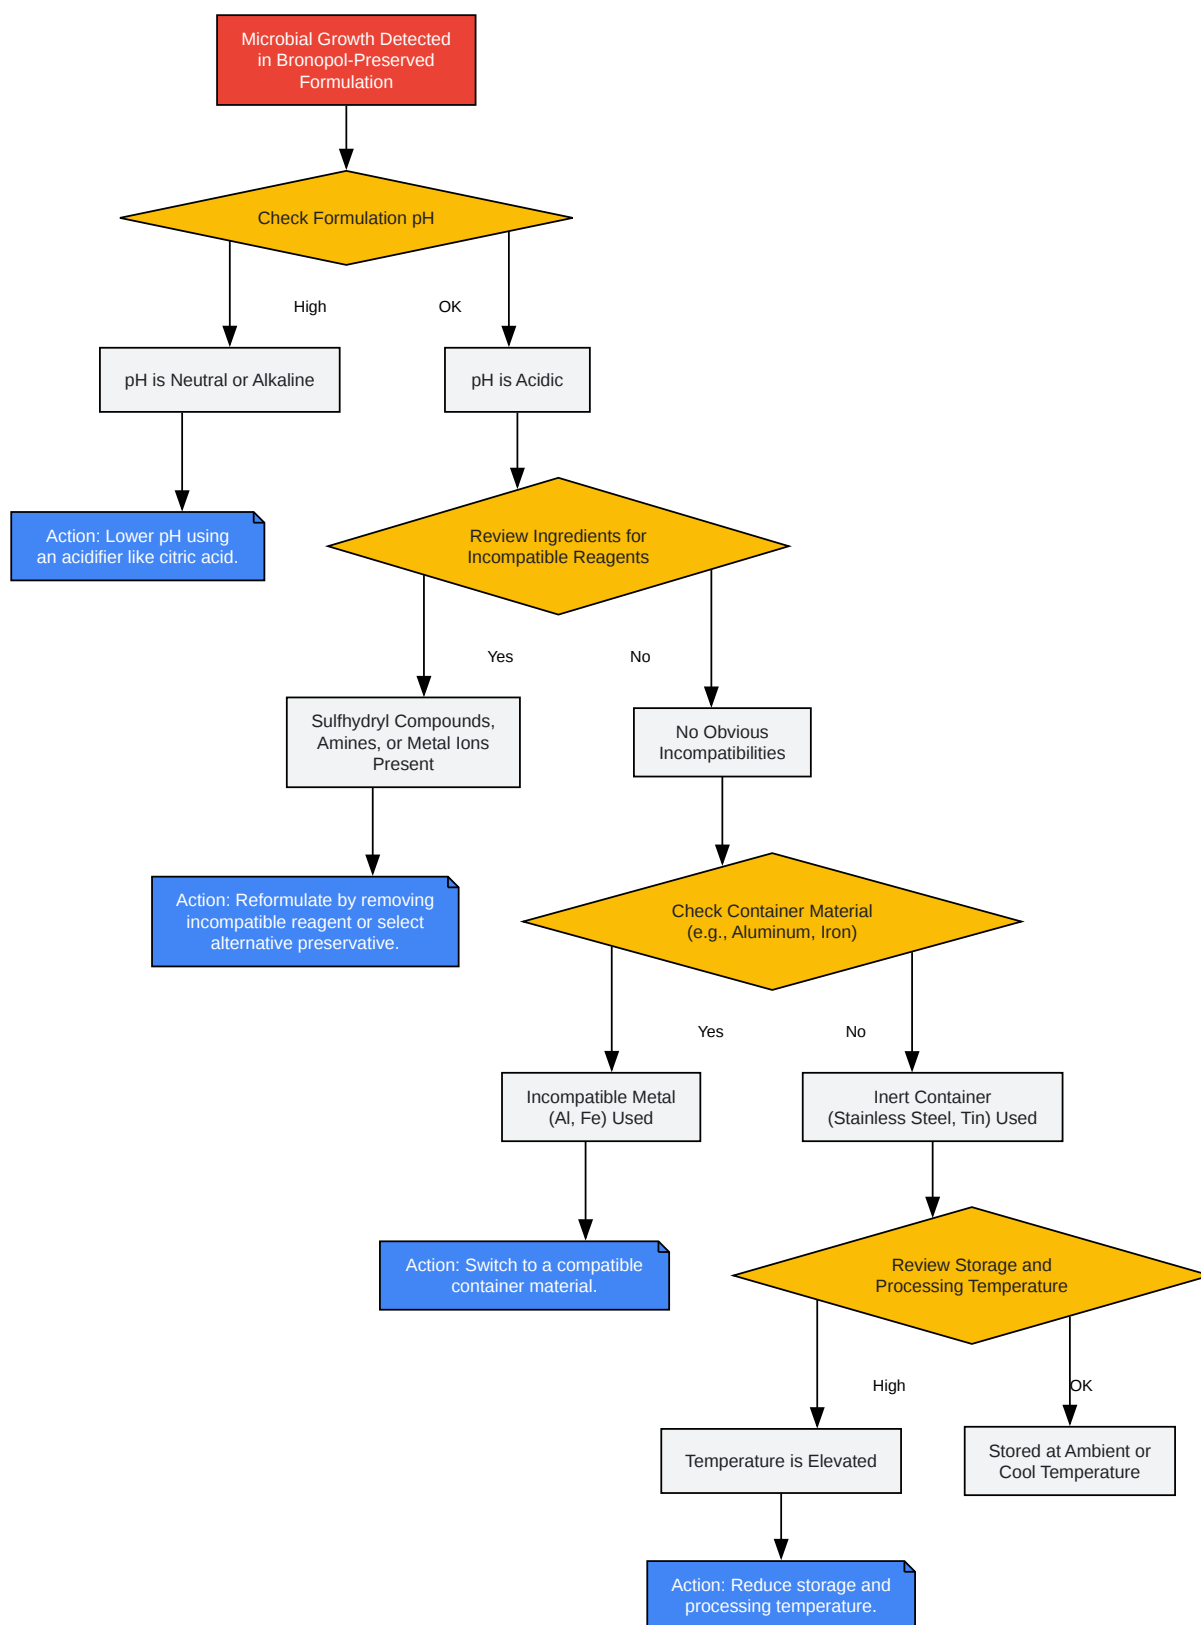 Microbial Growth Detected
in Bronopol-Preserved
Formulation
Check Formulation pH
High
OK
pH is Neutral or Alkaline
pH is Acidic
Action: Lower pH using
an acidifier like citric acid.
Review Ingredients for
Incompatible Reagents
Yes
No
Sulfhydryl Compounds,
Amines, or Metal Ions
Present
No Obvious
Incompatibilities
Action: Reformulate by removing
incompatible reagent or select
alternative preservative.
Check Container Material
(e.g., Aluminum, Iron)
Yes
No
Incompatible Metal
(Al, Fe) Used
Inert Container
(Stainless Steel, Tin) Used
Action: Switch to a compatible
container material.
Review Storage and
Processing Temperature
High
OK
Temperature is Elevated
Stored at Ambient or
Cool Temperature
Action: Reduce storage and
processing temperature.